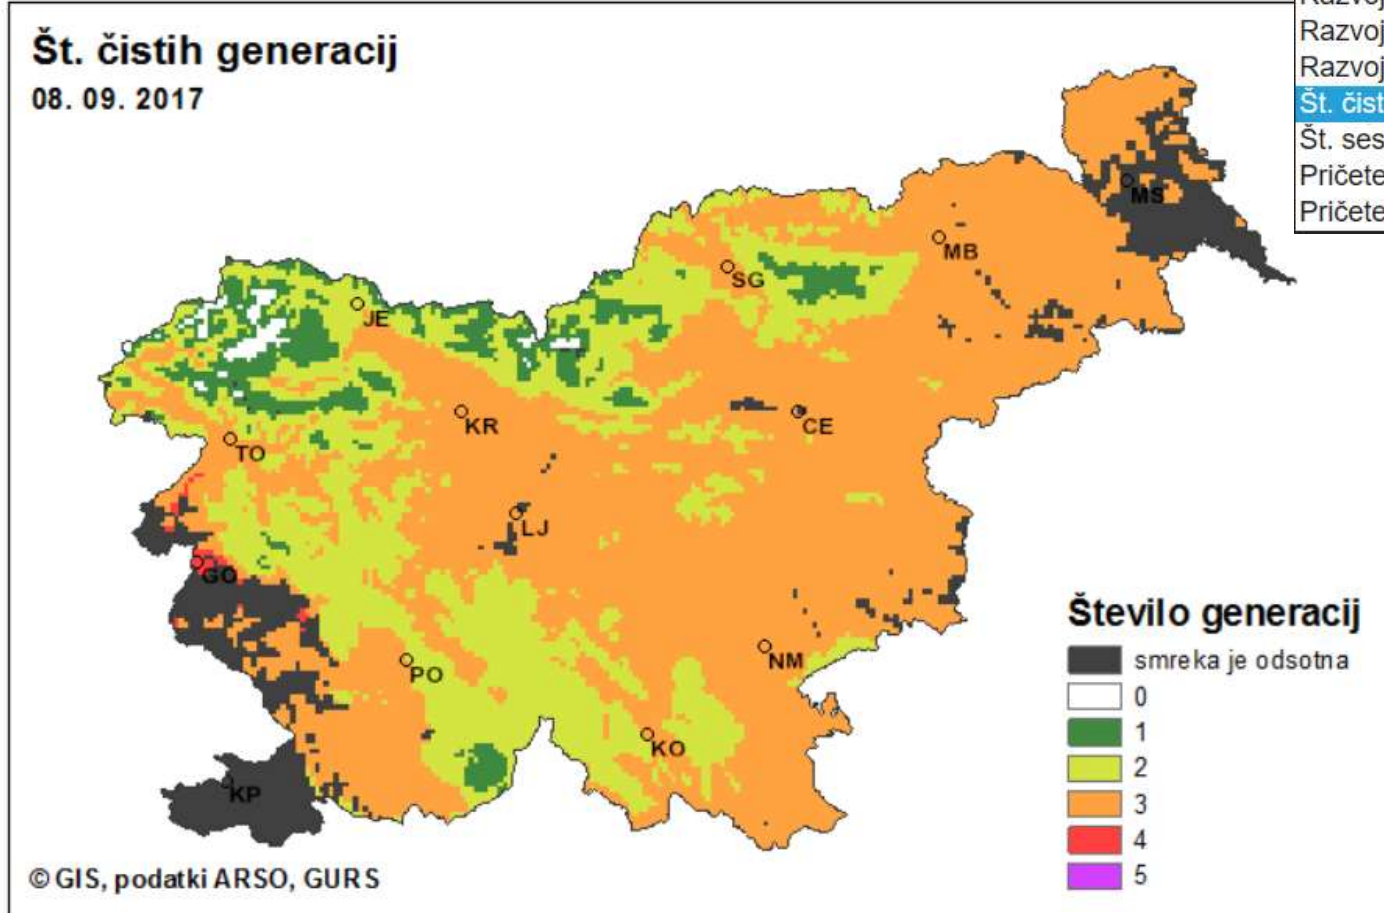 Št. čistih generacij
08. 09. 2017
Razvoj
Razvoj
Št. čist
Št. ses
Pričete
Pričete
MS
MB
SG
JE
KR
CE
TO
LJ
GO
NM
PO
KO
KP
Število generacij
smreka je odsotna
0
1
2
3
4
5
© GIS, podatki ARSO, GURS